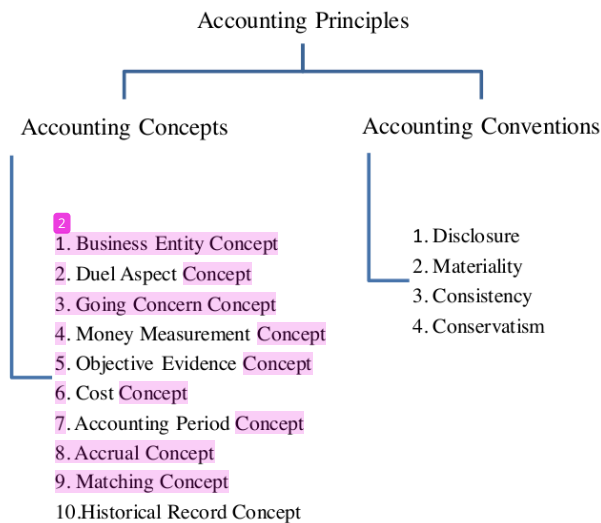 Accounting Principles
Accounting Concepts
2
1. Business Entity Concept
2. Duel Aspect Concept
3. Going Concern Concept
4. Money Measurement Concept
5. Objective Evidence Concept
6. Cost Concept
7. Accounting Period Concept
8. Accrual Concept
9. Matching Concept
10.Historical Record Concept
Accounting Conventions
1. Disclosure
2. Materiality
3. Consistency
4. Conservatism